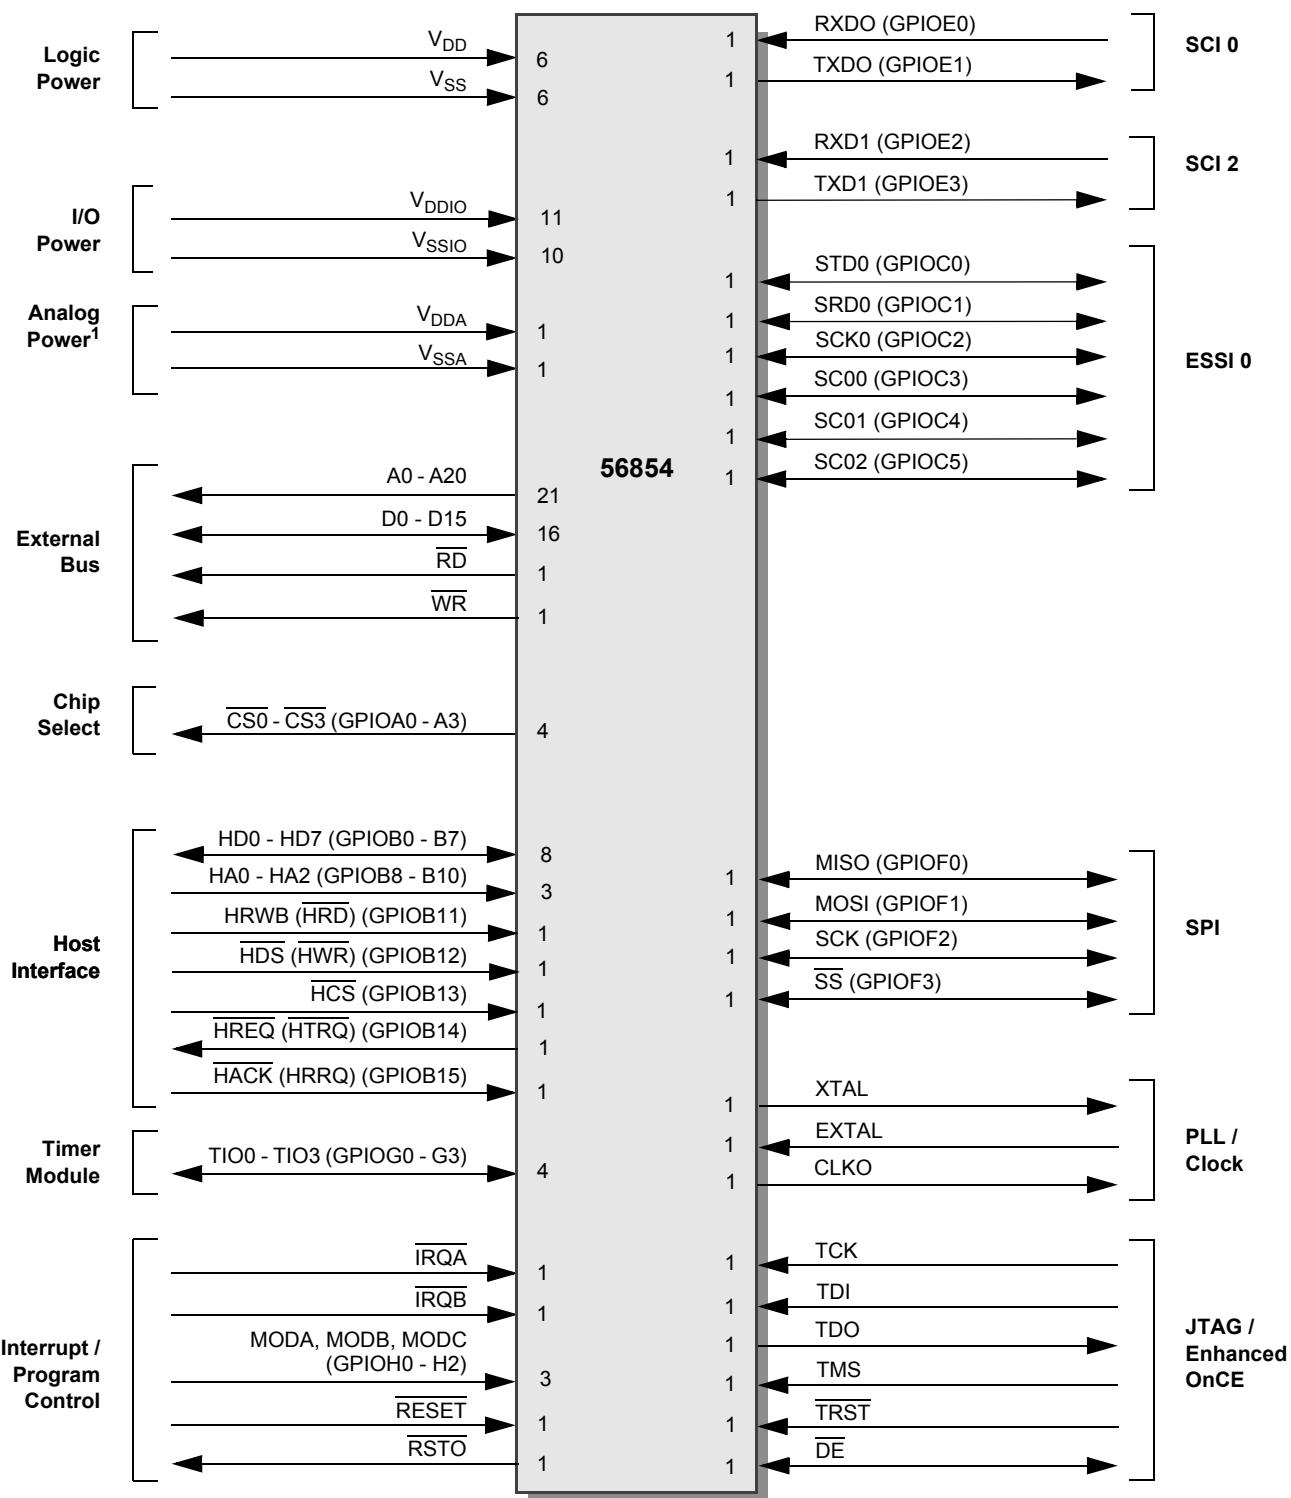 Logic
Power
VDD
6
VSS
6
I/O
Power
VDDIO
11
VSSIO
10
Analog
Power1
VDDA
1
VSSA
1
External
Bus
A0 - A20
21
D0 - D15
16
RD
1
WR
1
Chip
Select
CS0 - CS3 (GPIOA0 - A3)
4
Host
Interface
HD0 - HD7 (GPIOB0 - B7)
8
HA0 - HA2 (GPIOB8 - B10)
3
HRWB (HRD) (GPIOB11)
1
HDS (HWR) (GPIOB12)
1
HCS (GPIOB13)
1
HREQ (HTRQ) (GPIOB14)
1
HACK (HRRQ) (GPIOB15)
1
Timer
Module
TIO0 - TIO3 (GPIOG0 - G3)
4
Interrupt /
Program
Control
IRQA
1
IRQB
1
MODA, MODB, MODC
(GPIOH0 - H2)
3
RESET
1
RSTO
1
56854
1
RXDO (GPIOE0)
1
TXDO (GPIOE1)
SCI 0
1
RXD1 (GPIOE2)
1
TXD1 (GPIOE3)
SCI 2
1
STD0 (GPIOC0)
1
SRD0 (GPIOC1)
1
SCK0 (GPIOC2)
1
SC00 (GPIOC3)
1
SC01 (GPIOC4)
1
SC02 (GPIOC5)
ESSI 0
1
MISO (GPIOF0)
1
MOSI (GPIOF1)
1
SCK (GPIOF2)
1
SS (GPIOF3)
SPI
1
XTAL
1
EXTAL
1
CLKO
PLL /
Clock
1
TCK
1
TDI
1
TDO
1
TMS
1
TRST
1
DE
JTAG /
Enhanced
OnCE